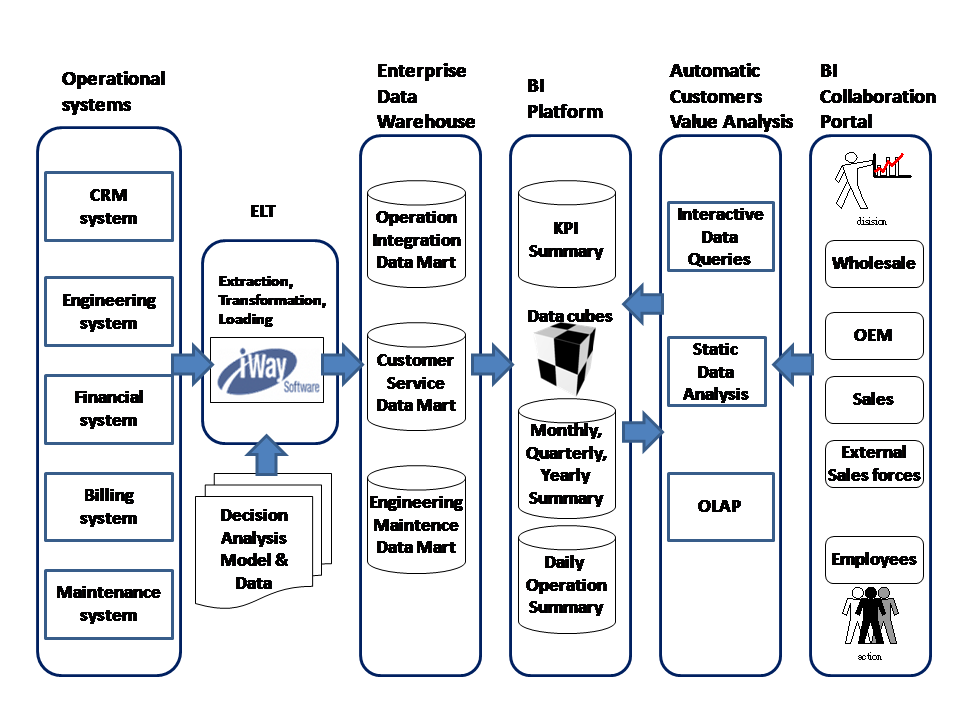 Operational
systems
CRM
system
Engineering
system
Financial
system
Billing
system
Maintenance
system
ELT
Extraction,
Transformation,
Loading
iWay
Software
Decision
Analysis
Model &
Data
Enterprise
Data
Warehouse
Operation
Integration
Data Mart
Customer
Service
Data Mart
Engineering
Maintence
Data Mart
BI
Platform
KPI
Summary
Data cubes
Monthly,
Quarterly,
Yearly
Summary
Daily
Operation
Summary
Automatic
Customers
Value Analysis
Interactive
Data
Queries
Static
Data
Analysis
OLAP
BI
Collaboration
Portal
disision
Wholesale
OEM
Sales
External
Sales forces
Employees
action